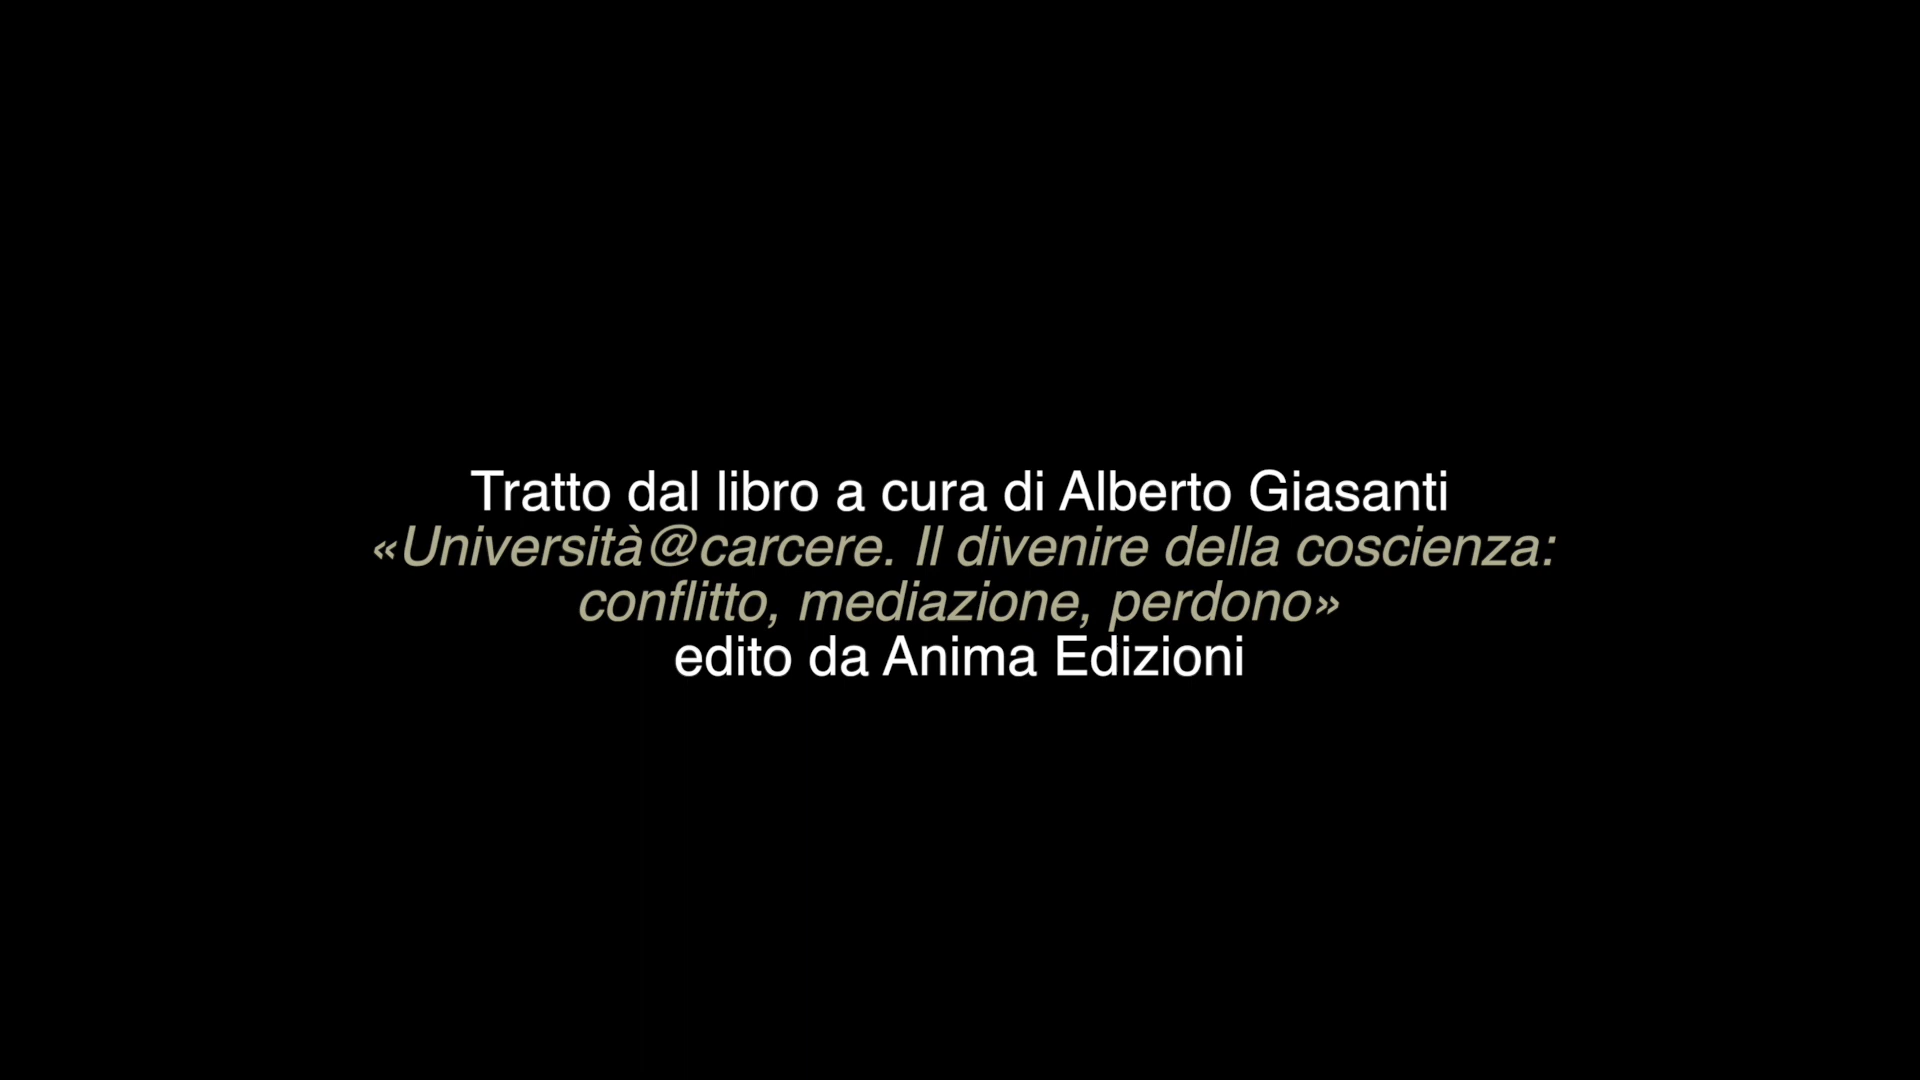 Tratto dal libro a cura di Alberto Giasanti
«Università@carcere. Il divenire della coscienza:
conflitto, mediazione, perdono»
edito da Anima Edizioni